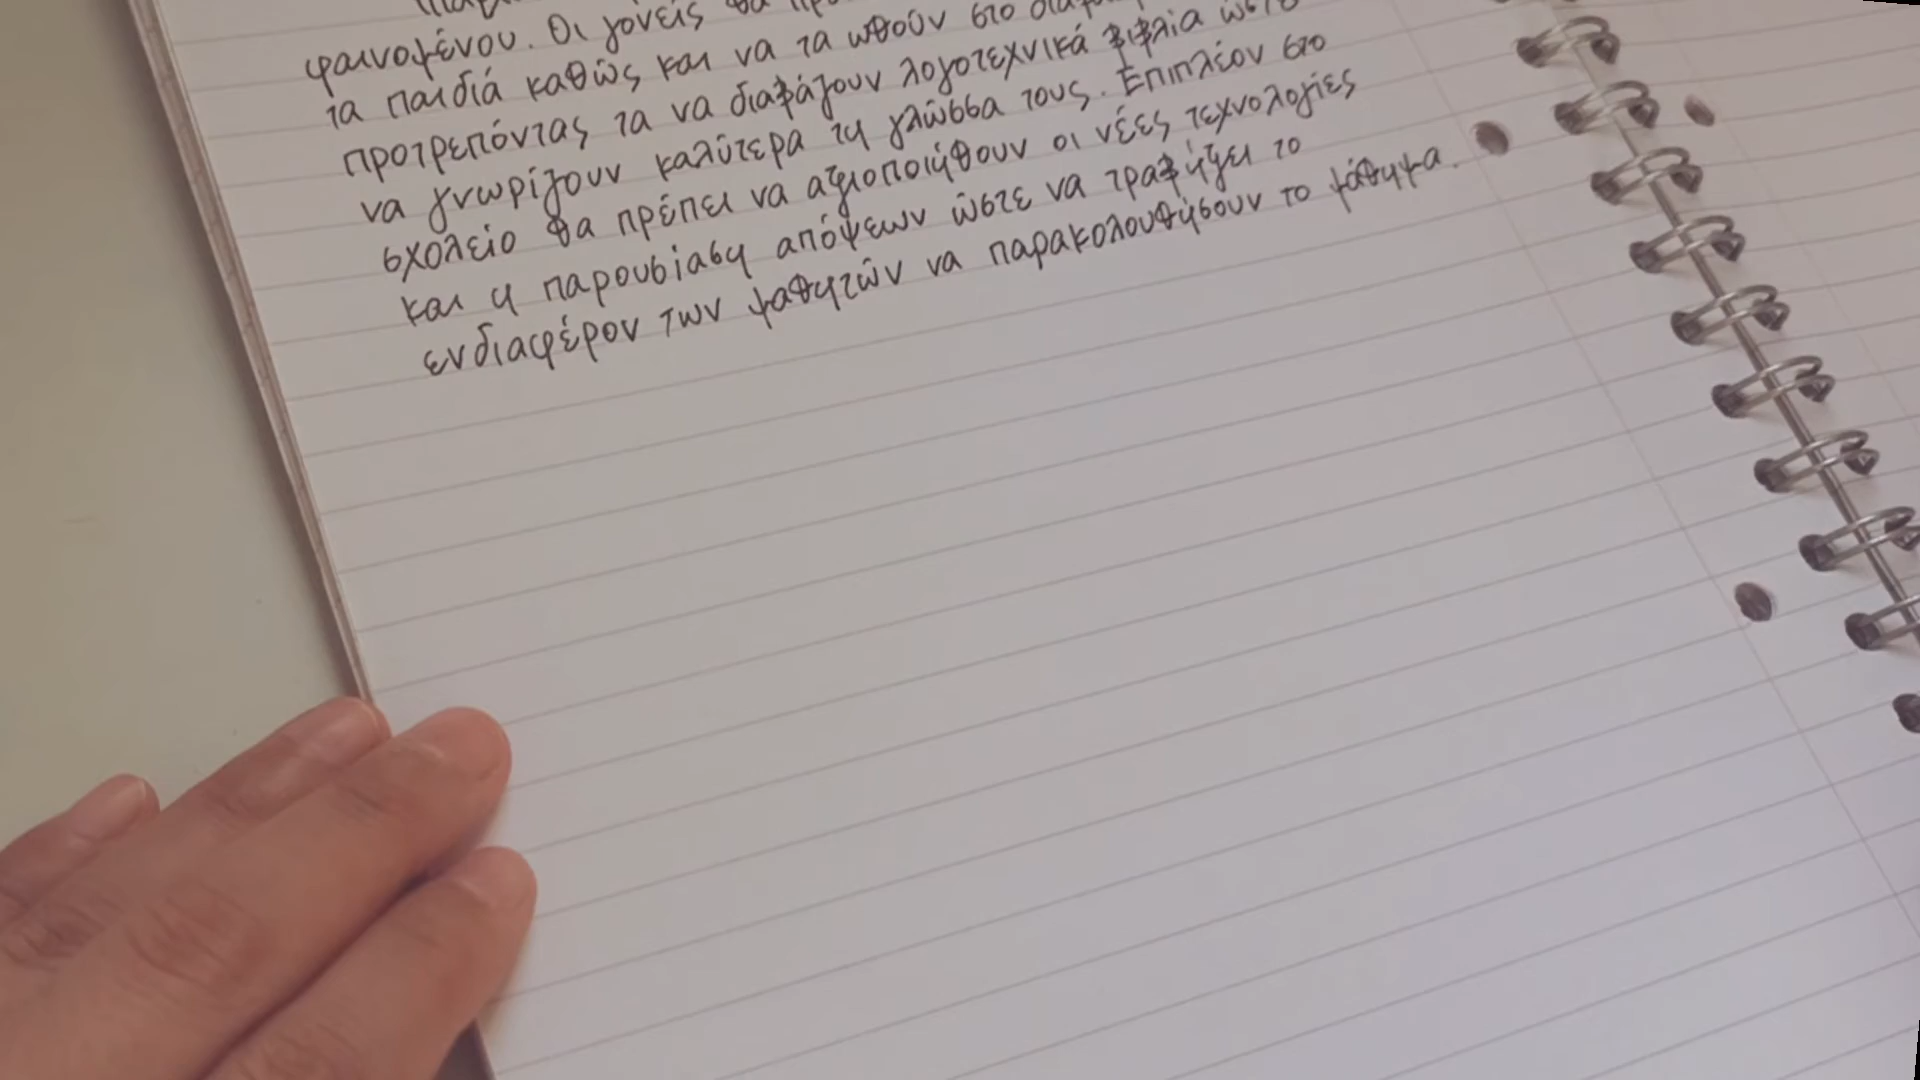 φαινομένου. Οι γονείς θα
τα παιδιά καθώς και να τα ωθούν στο
προτρεπόντας τα να διαβάζουν λογοτεχνικά βιβλία ώστε
να γνωρίζουν καλύτερα τη γλώσσα τους. Επιπλέον στο
σχολείο θα πρέπει να αξιοποιηθουν οι νέες τεχνολογίες
και η παρουσίαση απόψεων ώστε να τραβήξει το
ενδιαφέρον των μαθητών να παρακολουθήσουν το μάθημα.